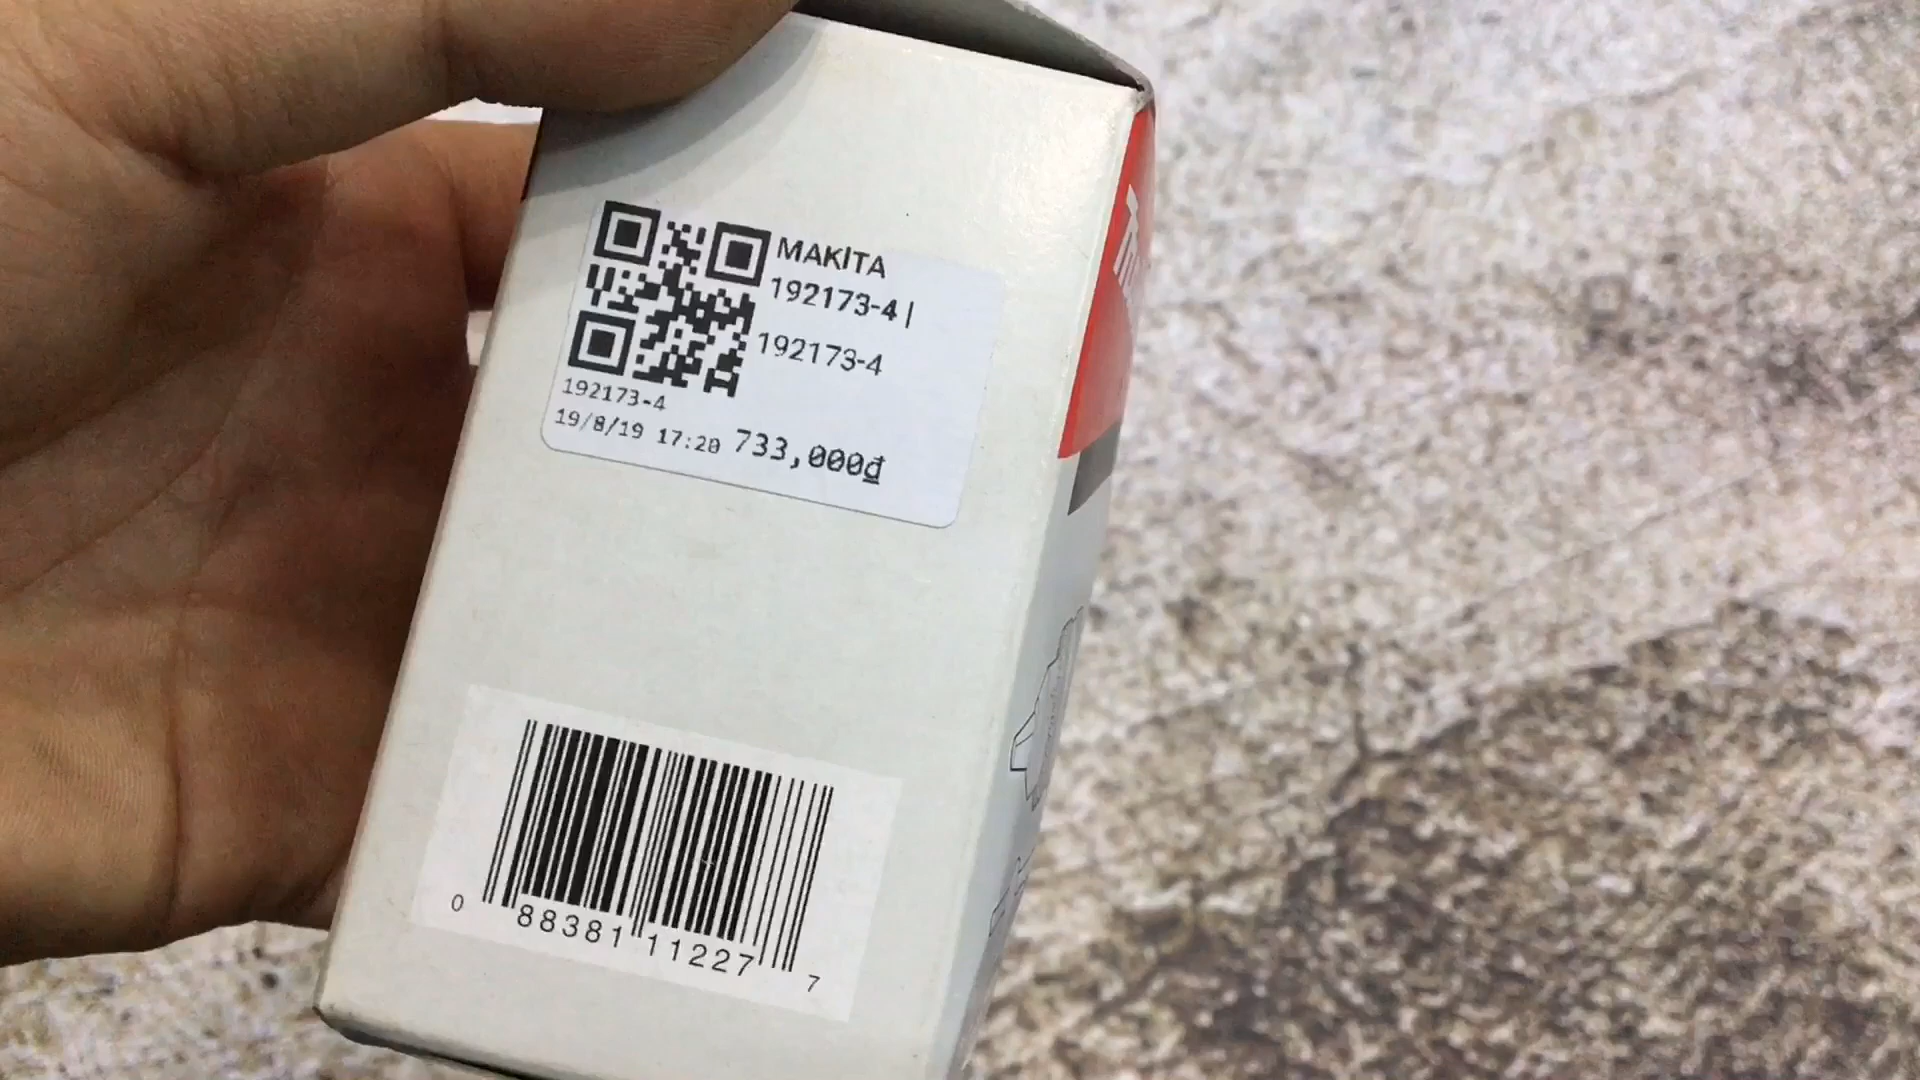 MAKITA
192173-4 |
192173-4
192173-4
19/8/19 17:20 733,000₫
0 88381 11227 7